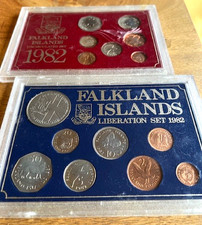 FALKLAND
ISLANDS
1982
FALKLAND
ISLANDS
LIBERATION SET 1982